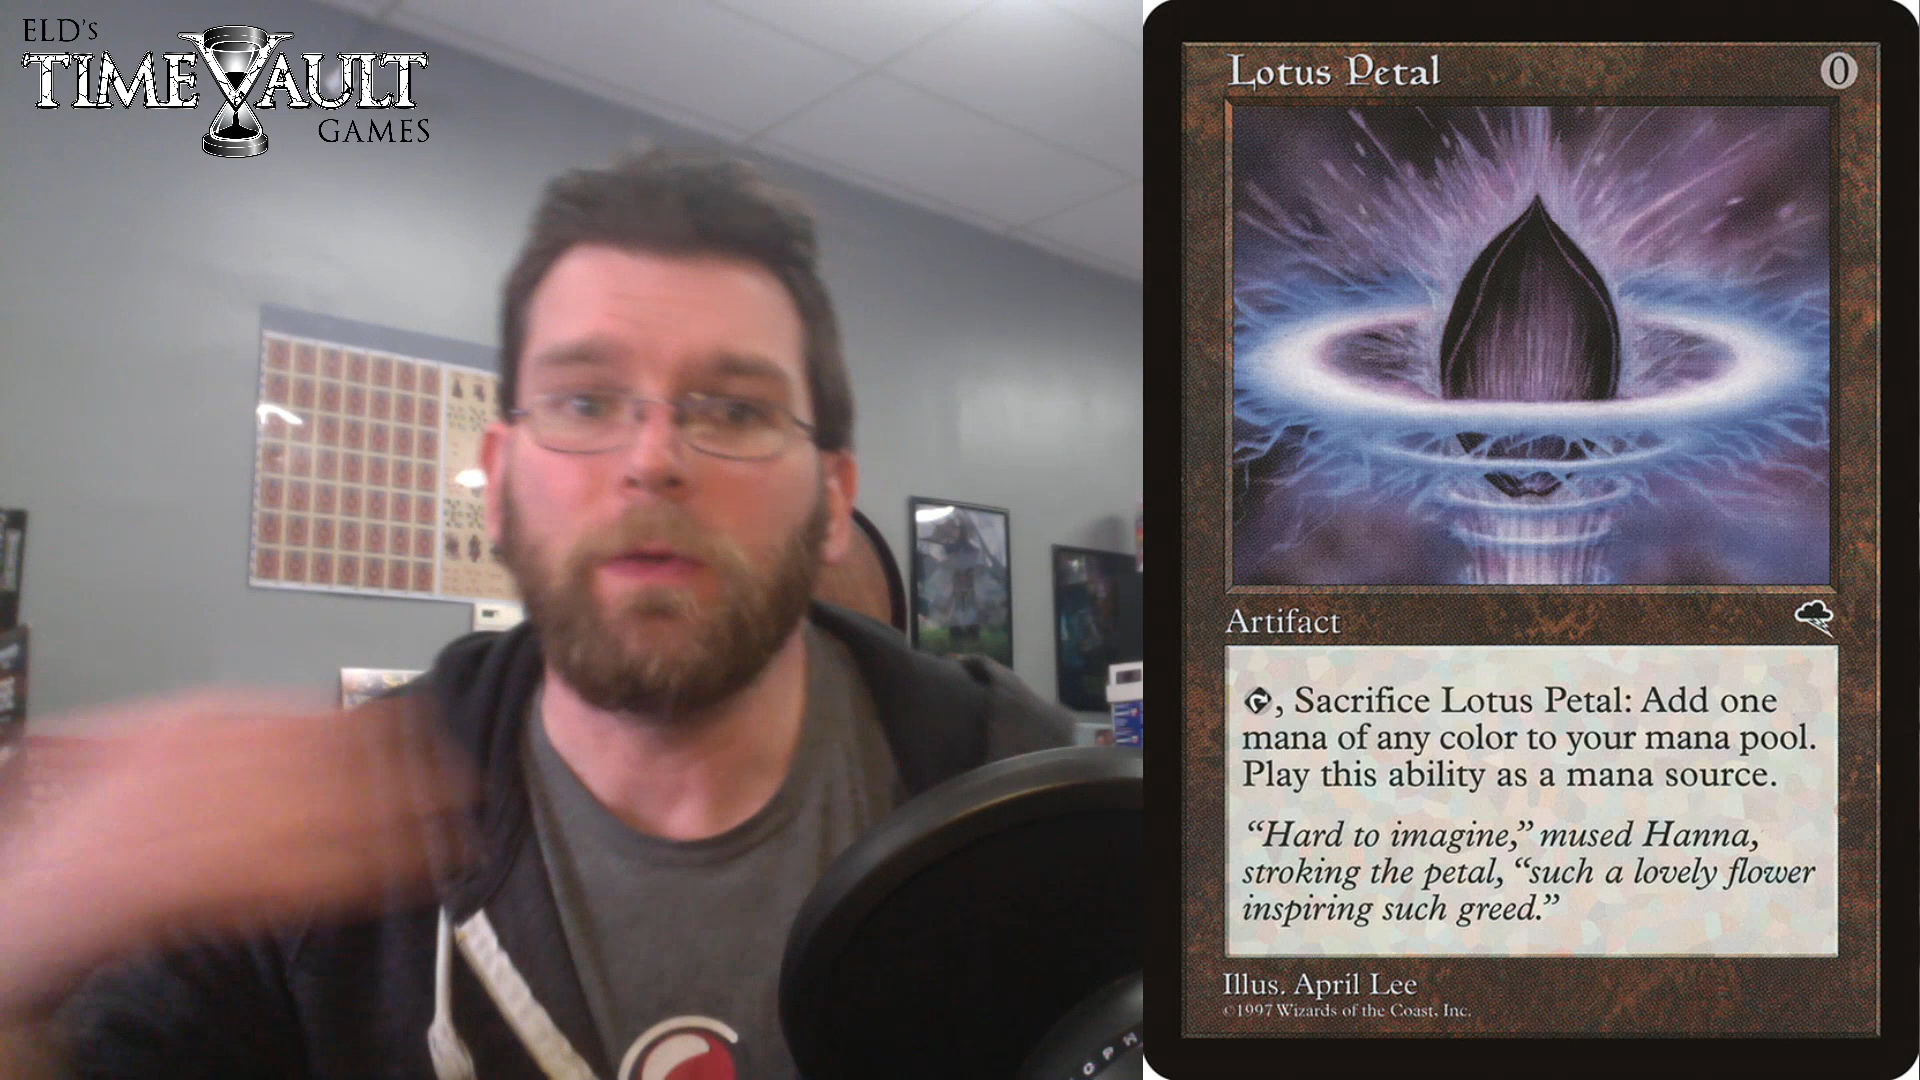 ELD'S
TIME VAULT
GAMES
Lotus Petal
0
Artifact
, Sacrifice Lotus Petal: Add one
mana of any color to your mana pool.
Play this ability as a mana source.
“Hard to imagine,” mused Hanna,
stroking the petal, “such a lovely flower
inspiring such greed.”
Illus. April Lee
©1997 Wizards of the Coast, Inc.